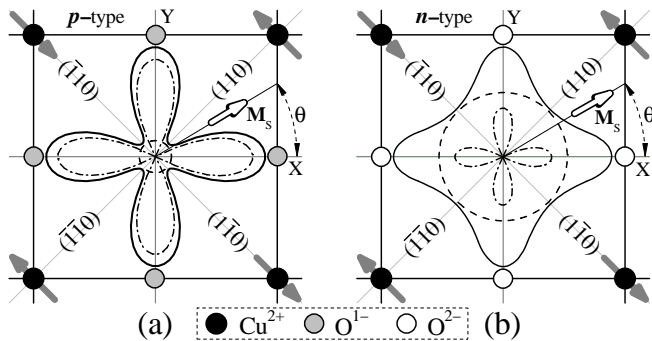 p−type
Y
(1̄10)
(110)
M_S
θ
X
(1̄1̄0)
(11̄0)
n−type
Y
(1̄10)
(110)
M_S
θ
X
(1̄1̄0)
(11̄0)
(a) Cu²⁺ O¹⁻ O²⁻ (b)